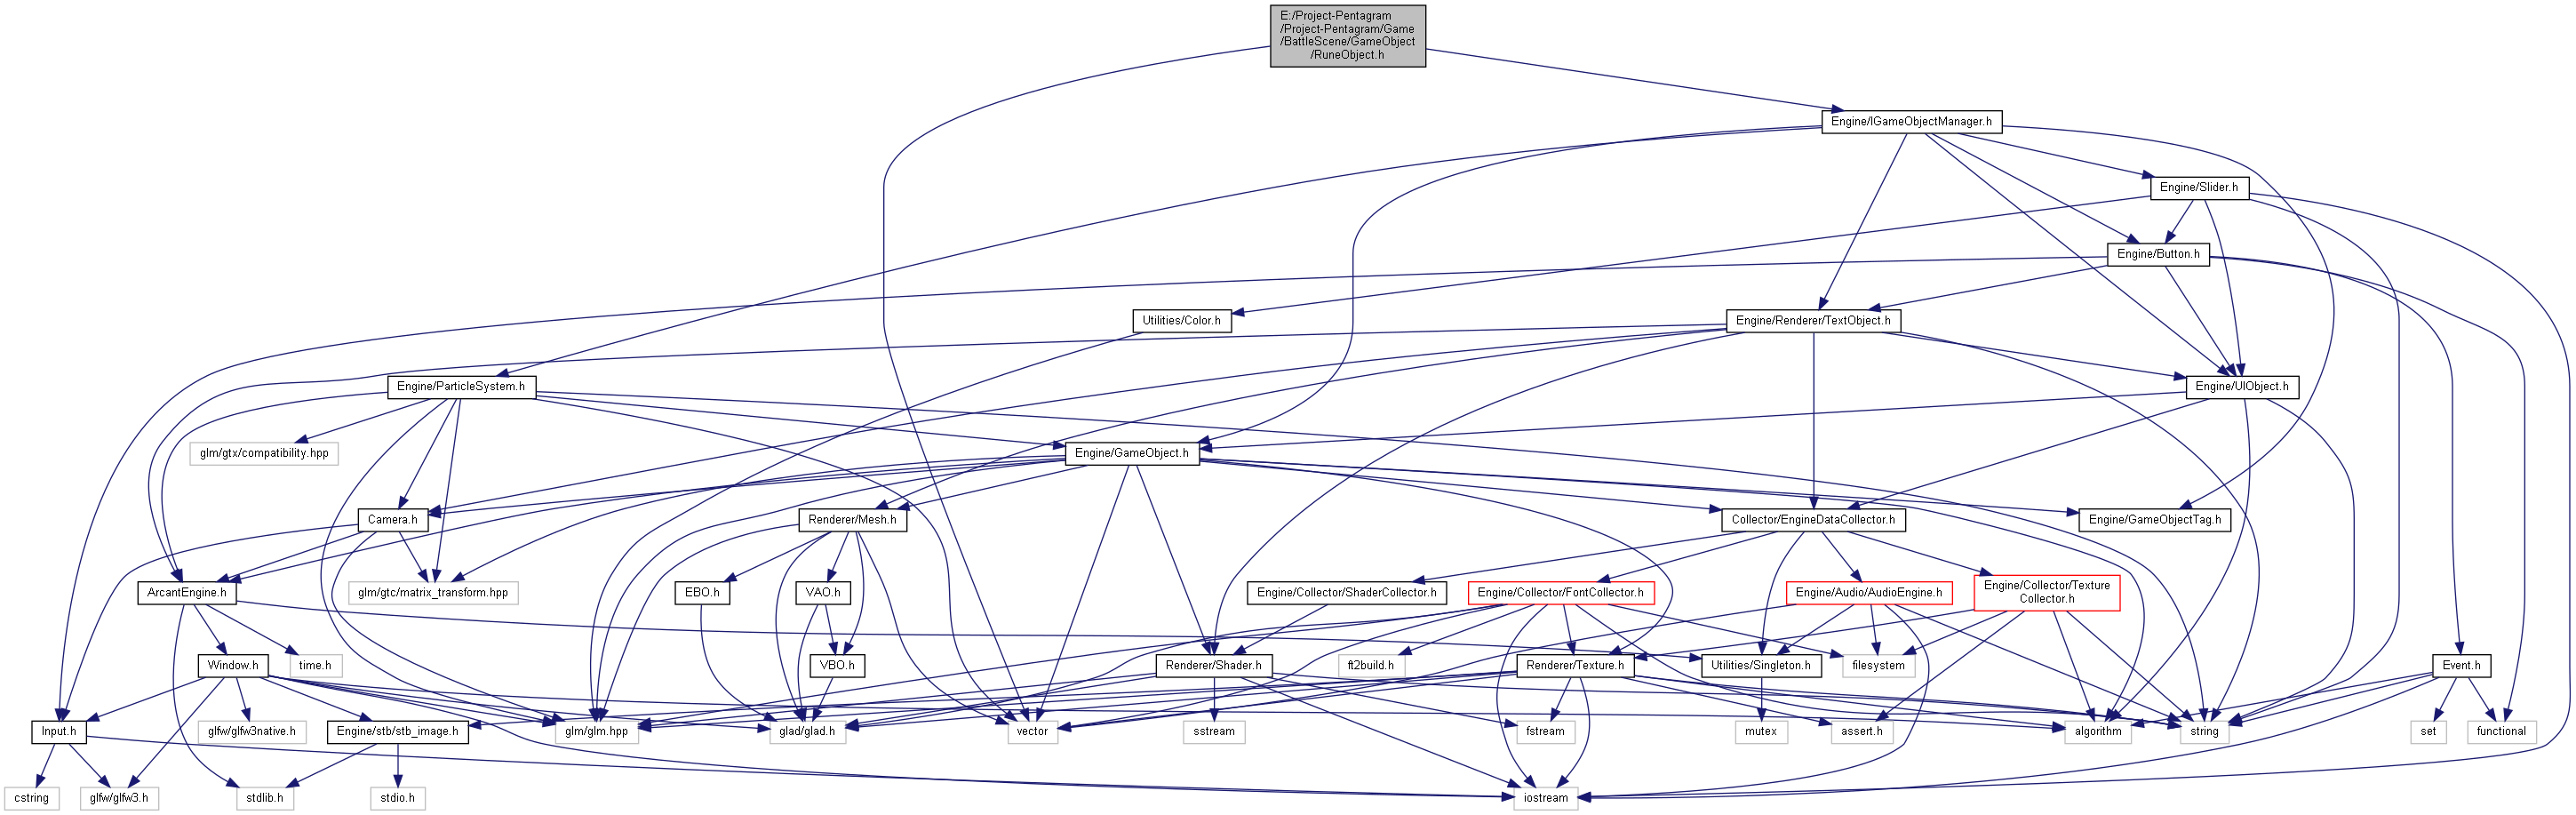 E:/Project-Pentagram
/Project-Pentagram/Game
/BattleScene/GameObject
/RuneObject.h
Engine/IGameObjectManager.h
Engine/Slider.h
Engine/Button.h
Utilities/Color.h
Engine/Renderer/TextObject.h
Engine/ParticleSystem.h
Engine/UIObject.h
glm/gtx/compatibility.hpp
Engine/GameObject.h
Camera.h
Renderer/Mesh.h
Collector/EngineDataCollector.h
Engine/GameObjectTag.h
ArcantEngine.h
glm/gtc/matrix_transform.hpp
EBO.h
VAO.h
Engine/Collector/ShaderCollector.h
Engine/Collector/FontCollector.h
Engine/Audio/AudioEngine.h
Engine/Collector/Texture
Collector.h
Window.h
time.h
VBO.h
Renderer/Shader.h
ft2build.h
Renderer/Texture.h
filesystem
Utilities/Singleton.h
Event.h
Input.h
glfw/glfw3native.h
Engine/stb/stb_image.h
glm/glm.hpp
glad/glad.h
vector
sstream
fstream
mutex
assert.h
algorithm
string
set
functional
cstring
glfw/glfw3.h
stdlib.h
stdio.h
iostream